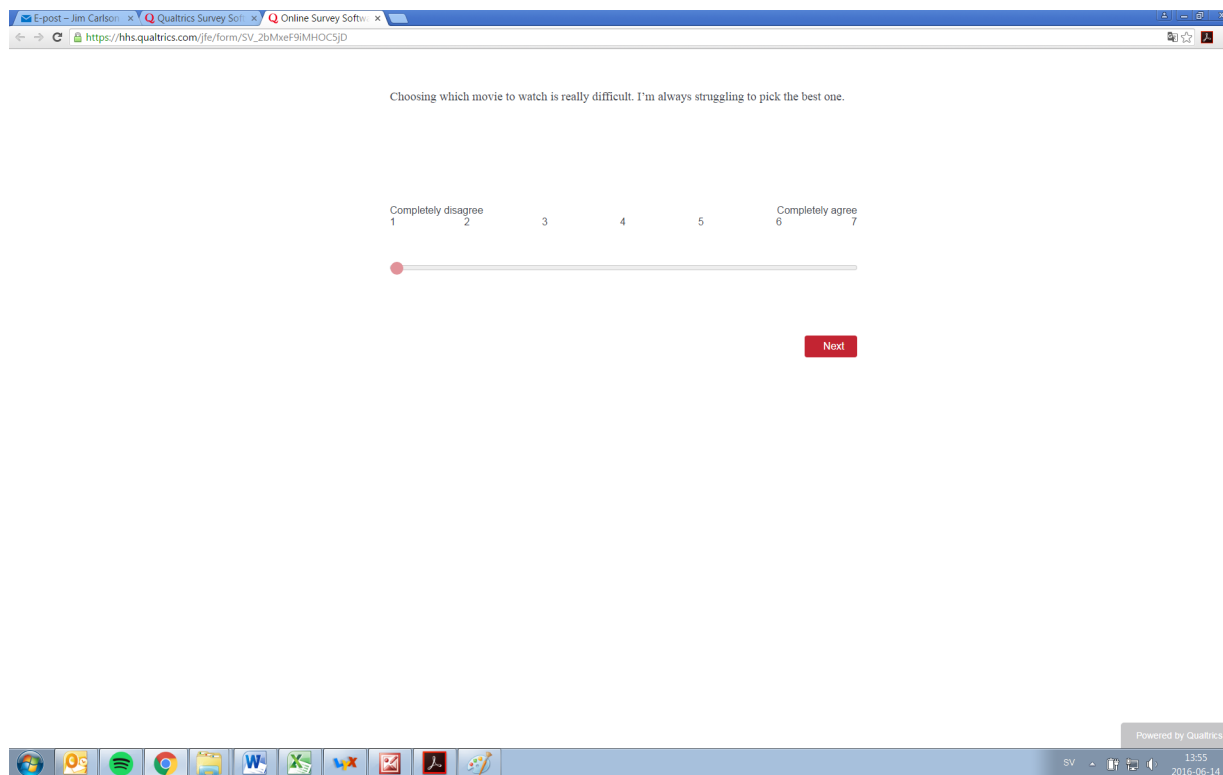 E-post – Jim Carlson
Qualtrics Survey Soft
Online Survey Softw
https://hhs.qualtrics.com/jfe/form/SV_2bMxeF9iMHOC5jD
Choosing which movie to watch is really difficult. I’m always struggling to pick the best one.
Completely disagree Completely agree
1 2 3 4 5 6 7
Next
Powered by Qualtrics
SV 13:55
2016-06-14